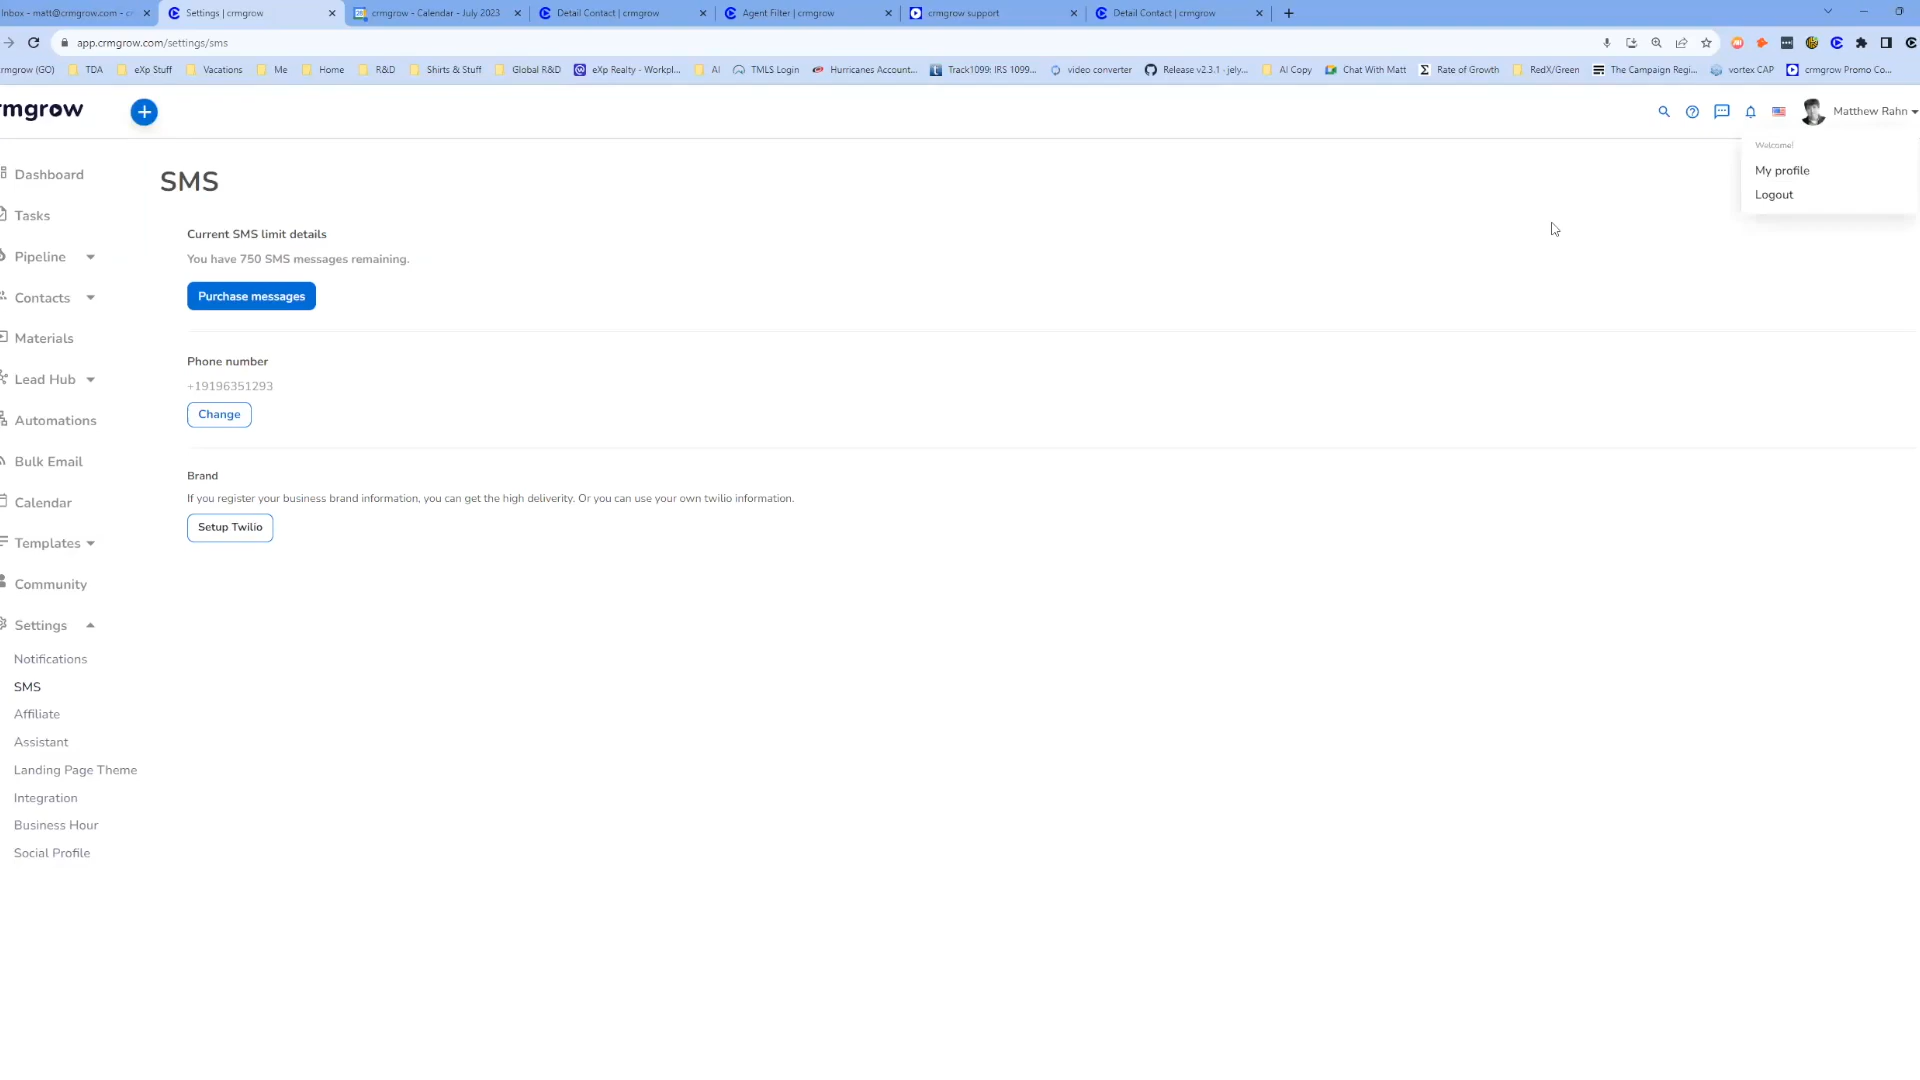 Inbox - matt@crmgrow.com - cr
Settings | crmgrow
crmgrow - Calendar - July 2023
Detail Contact | crmgrow
Agent Filter | crmgrow
crmgrow support
Detail Contact | crmgrow
app.crmgrow.com/settings/sms
crmgrow (GO)
TDA
eXp Stuff
Vacations
Me
Home
R&D
Shirts & Stuff
Global R&D
eXp Realty - Workpl...
AI
TMLS Login
Hurricanes Account...
Track1099: IRS 1099...
video converter
Release v2.3.1 - jely...
AI Copy
Chat With Matt
Rate of Growth
RedX/Green
The Campaign Regi...
vortex CAP
crmgrow Promo Co...
rmgrow
Matthew Rahn
Welcome!
My profile
Logout
Dashboard
Tasks
Pipeline
Contacts
Materials
Lead Hub
Automations
Bulk Email
Calendar
Templates
Community
Settings
Notifications
SMS
Affiliate
Assistant
Landing Page Theme
Integration
Business Hour
Social Profile
SMS
Current SMS limit details
You have 750 SMS messages remaining.
Purchase messages
Phone number
+19196351293
Change
Brand
If you register your business brand information, you can get the high deliverity. Or you can use your own twilio information.
Setup Twilio